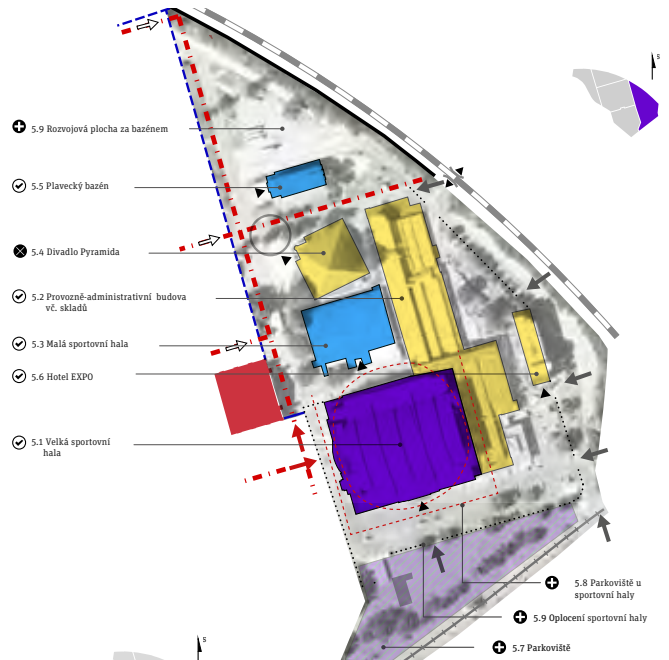 s
5.9 Rozvojová plocha za bazénem
5.5 Plavecký bazén
5.4 Divadlo Pyramida
5.2 Provozně-administrativní budova
vč. skladů
5.3 Malá sportovní hala
5.6 Hotel EXPO
5.1 Velká sportovní
hala
5.8 Parkoviště u
sportovní haly
5.9 Oplocení sportovní haly
5.7 Parkoviště
s